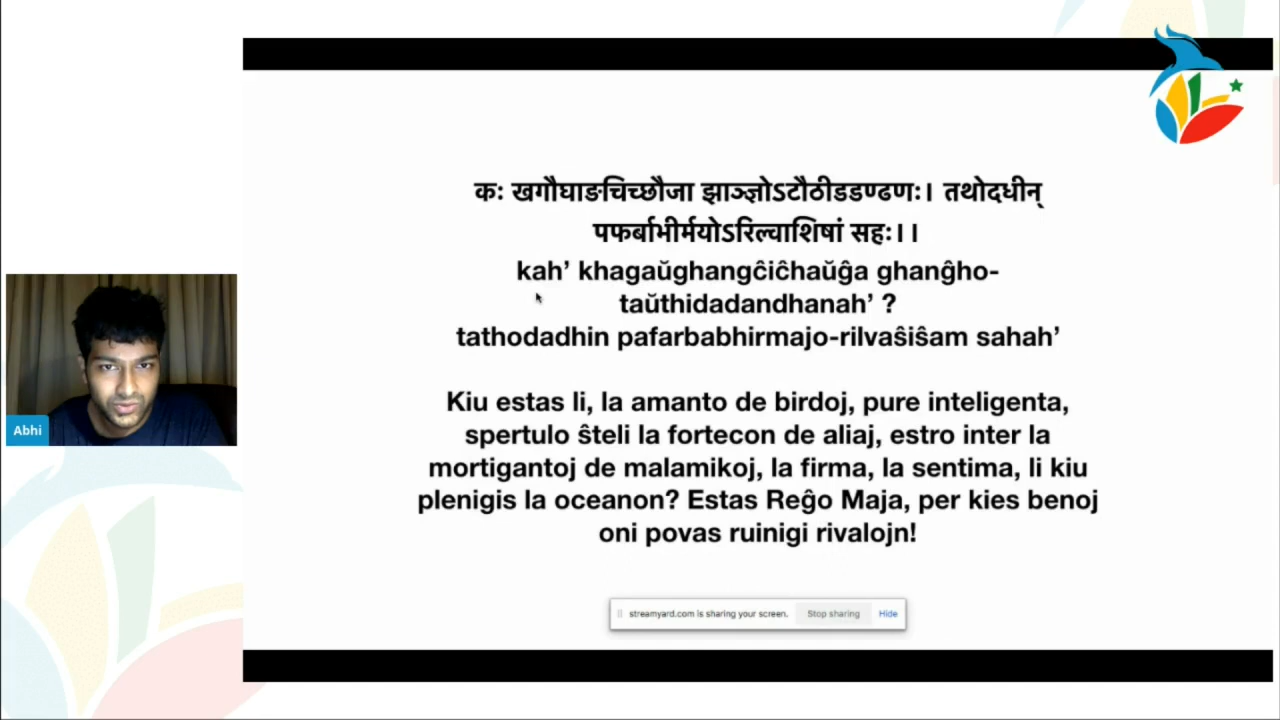 कः खगौघाङचिच्छौजा झाञ्ज्ञोऽटौठीडडण्ढणः। तथोदधीन्
पफर्बाभीर्मयोऽरिल्वाशिषां सहः।।
kah’ khagaŭghangĉiĉhaŭĝa ghanĝho-
taŭthidadandhanah’ ?
tathodadhin pafarbabhirmajo-rilvaŝiŝam sahah’
Kiu estas li, la amanto de birdoj, pure inteligenta,
spertulo ŝteli la fortecon de aliaj, estro inter la
mortigantoj de malamikoj, la firma, la sentima, li kiu
plenigis la oceanon? Estas Reĝo Maja, per kies benoj
oni povas ruinigi rivalojn!
Abhi
streamyard.com is sharing your screen. Stop sharing Hide